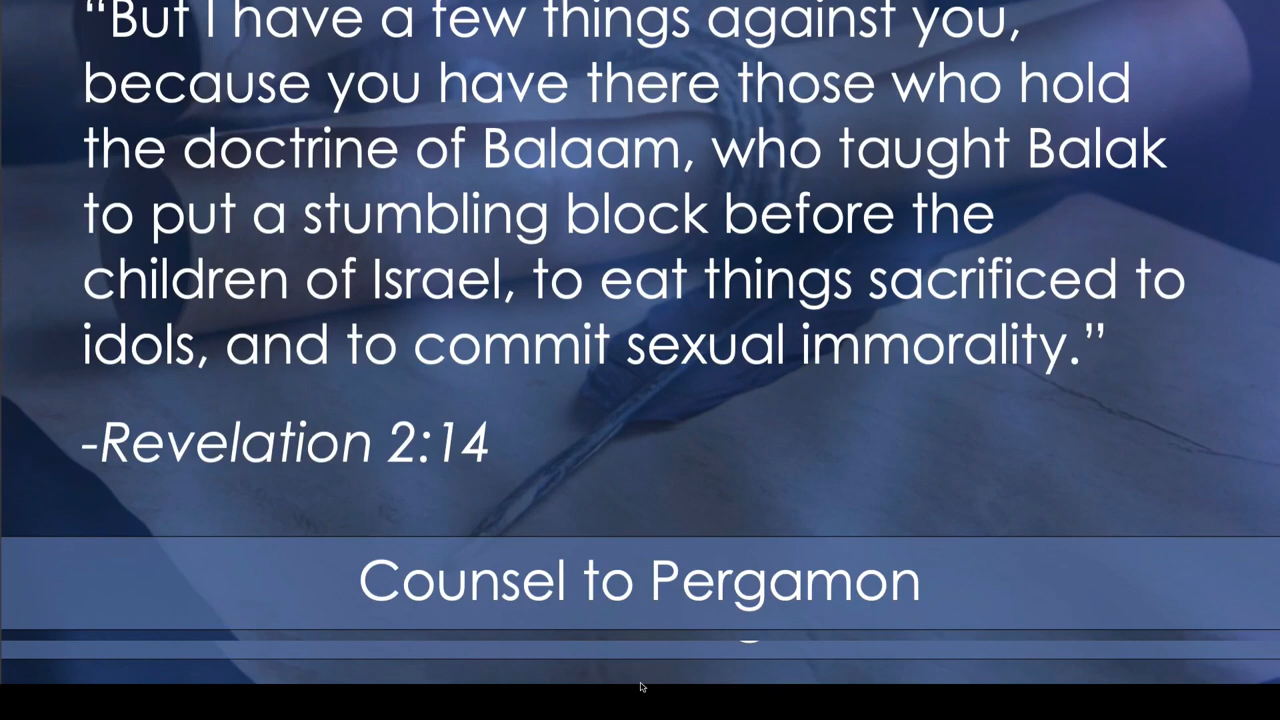 “But I have a few things against you,
because you have there those who hold
the doctrine of Balaam, who taught Balak
to put a stumbling block before the
children of Israel, to eat things sacrificed to
idols, and to commit sexual immorality.”
-Revelation 2:14
Counsel to Pergamon